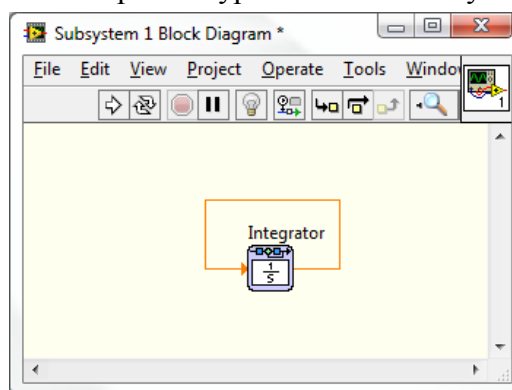 Subsystem 1 Block Diagram *
File Edit View Project Operate Tools
1
Integrator
1
s